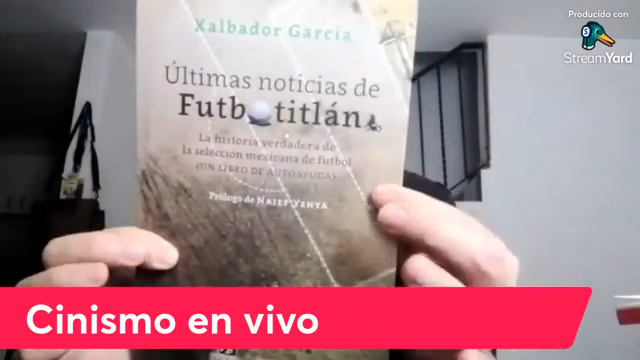 Producido con
StreamYard
Xalbador García
Últimas noticias de
Futbolitlán
La historia verdadera de
la selección mexicana de futbol
(UN LIBRO DE AUTOAYUDA)
Prólogo de NAIEF YEHYA
Cinismo en vivo